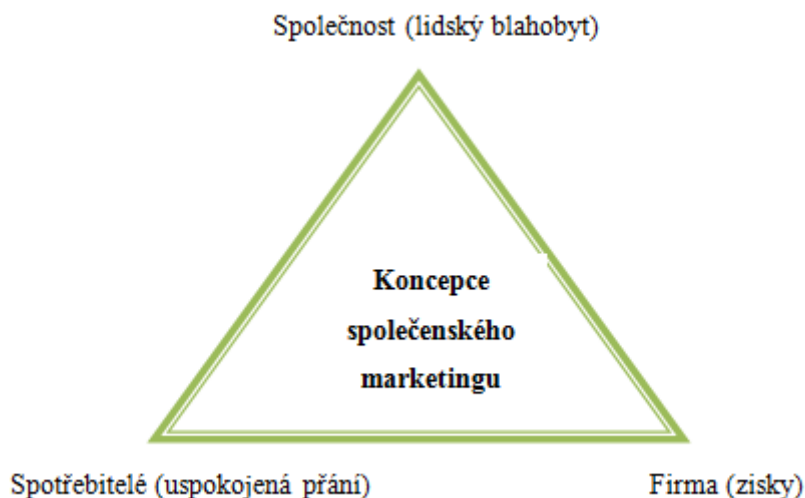 Společnost (lidský blahobyt)
Koncepce
společenského
marketingu
Spotřebitelé (uspokojená přání)
Firma (zisky)